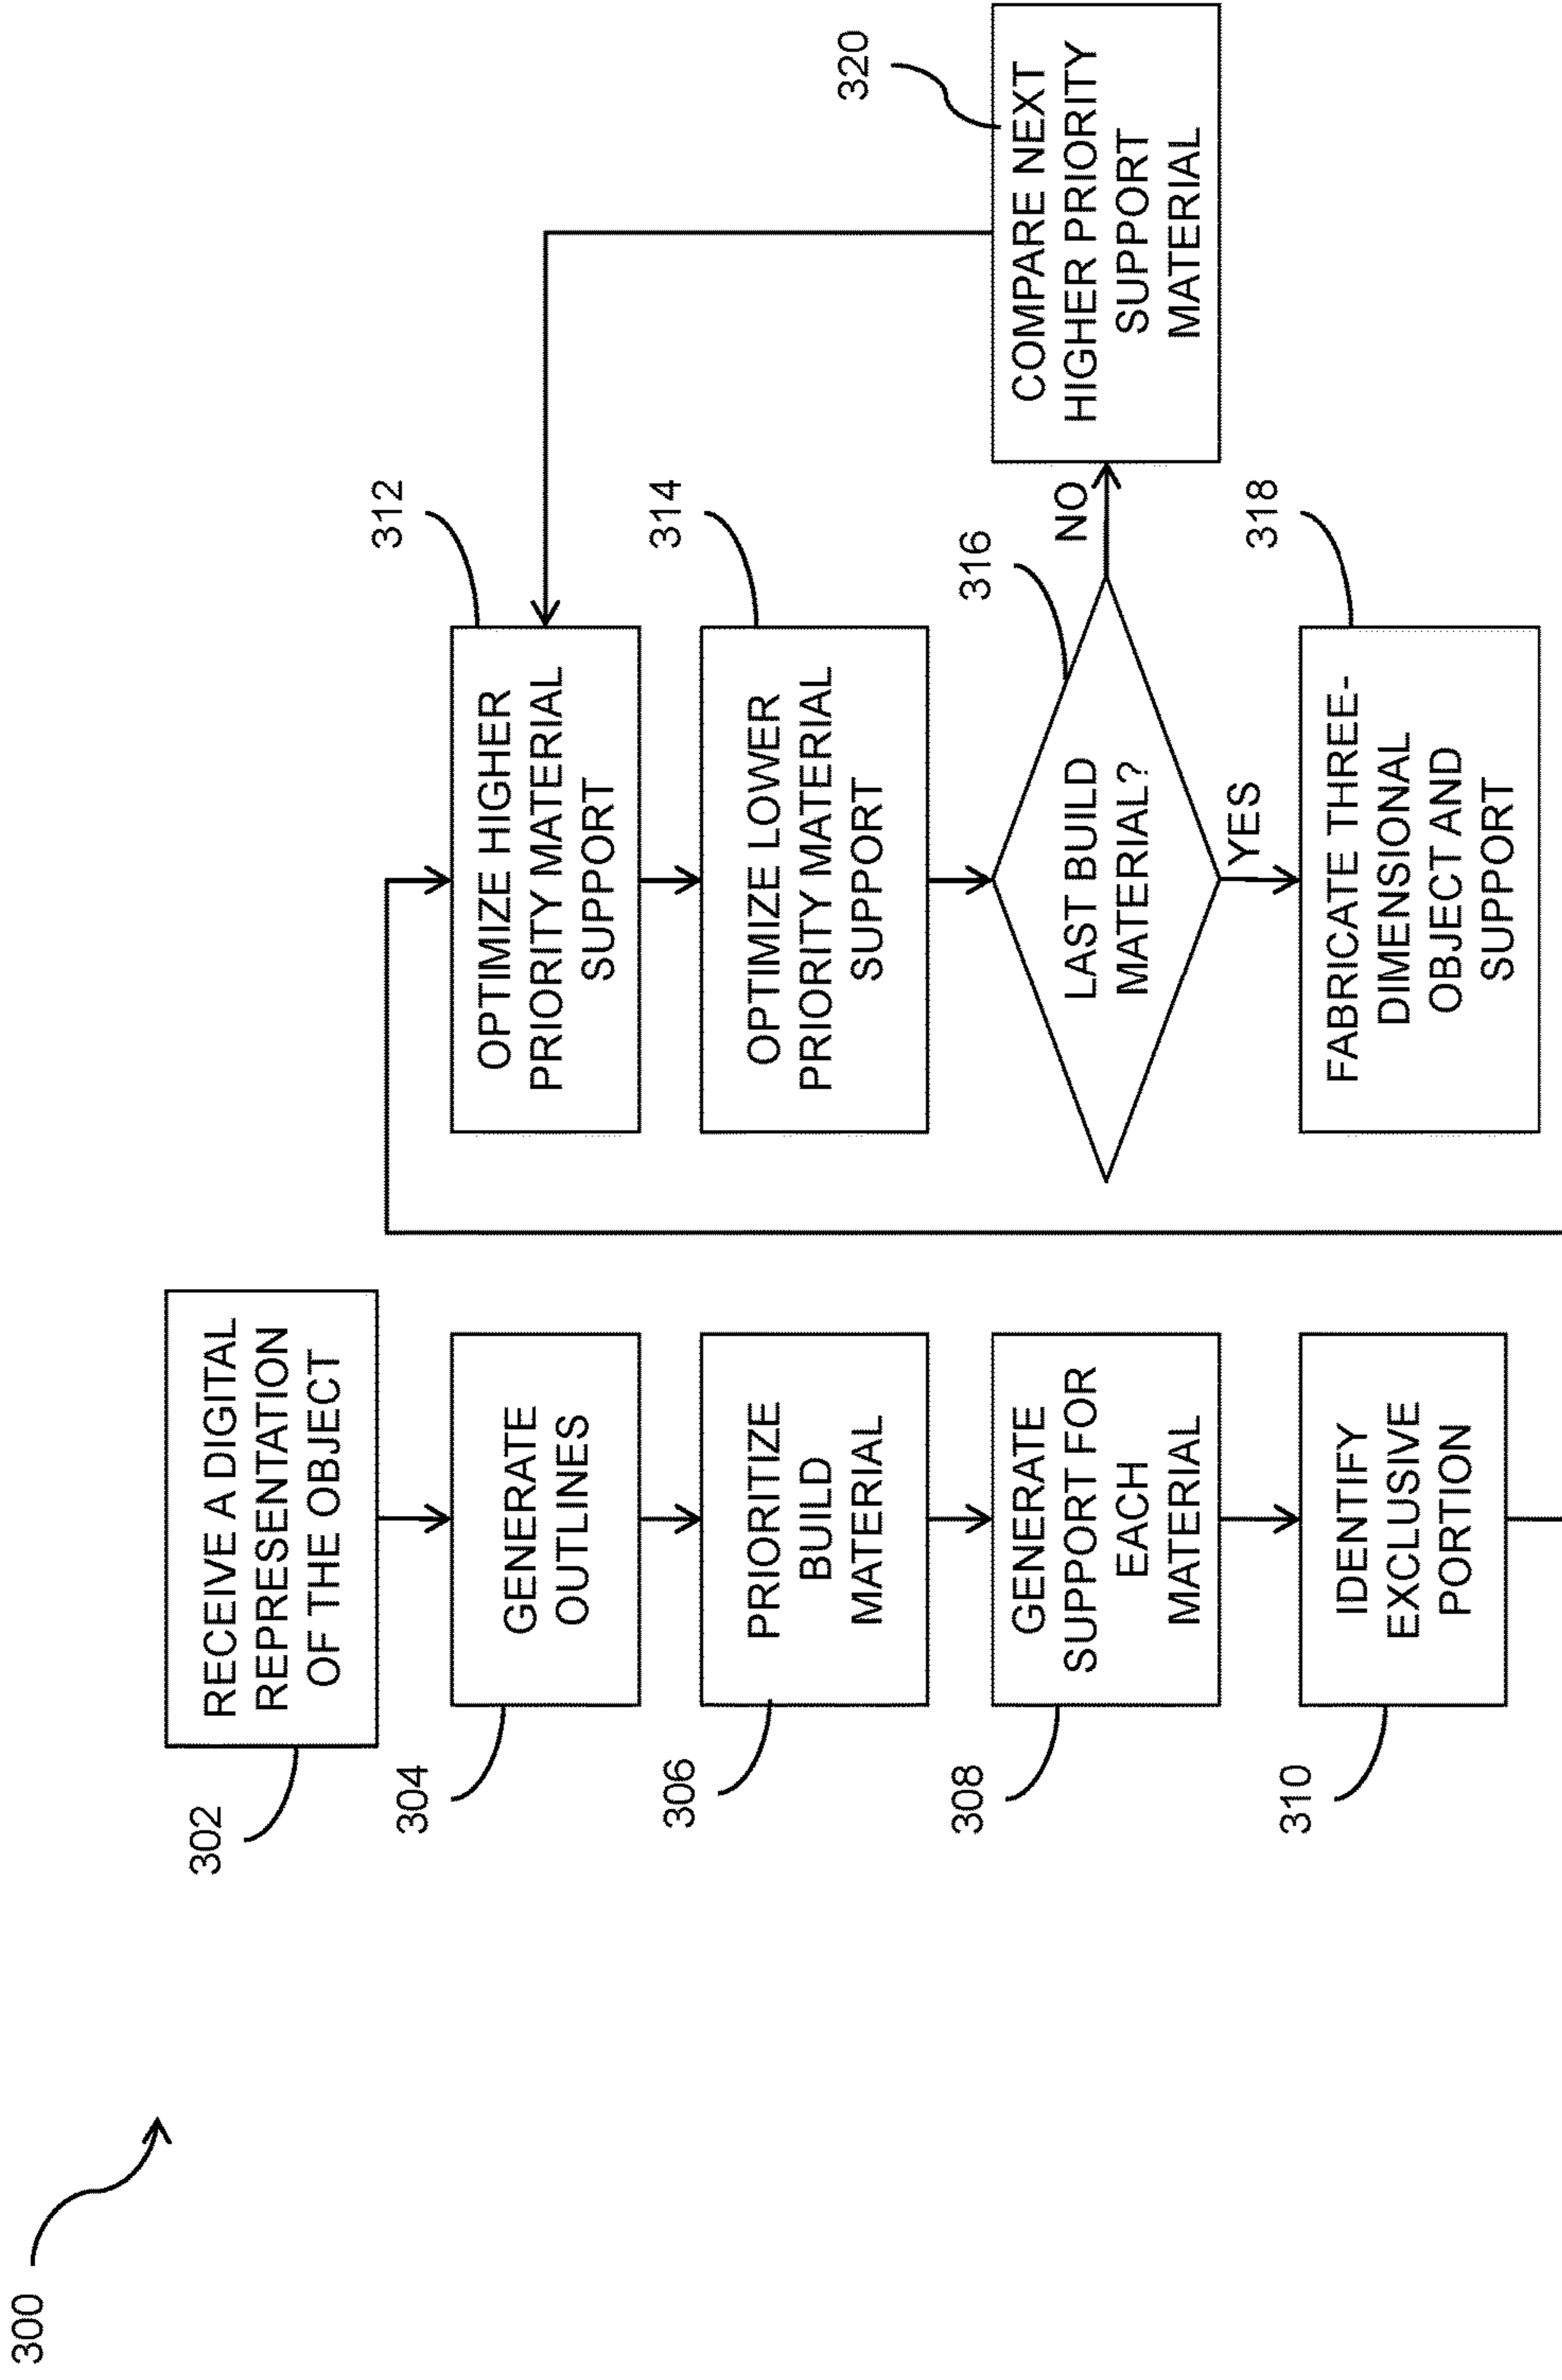 300
302
RECEIVE A DIGITAL
REPRESENTATION
OF THE OBJECT
304
GENERATE
OUTLINES
306
PRIORITIZE
BUILD
MATERIAL
308
GENERATE
SUPPORT FOR
EACH
MATERIAL
310
IDENTIFY
EXCLUSIVE
PORTION
312
OPTIMIZE HIGHER
PRIORITY MATERIAL
SUPPORT
314
OPTIMIZE LOWER
PRIORITY MATERIAL
SUPPORT
316
LAST BUILD
MATERIAL?
NO
YES
318
FABRICATE THREE-
DIMENSIONAL
OBJECT AND
SUPPORT
320
COMPARE NEXT
HIGHER PRIORITY
SUPPORT
MATERIAL